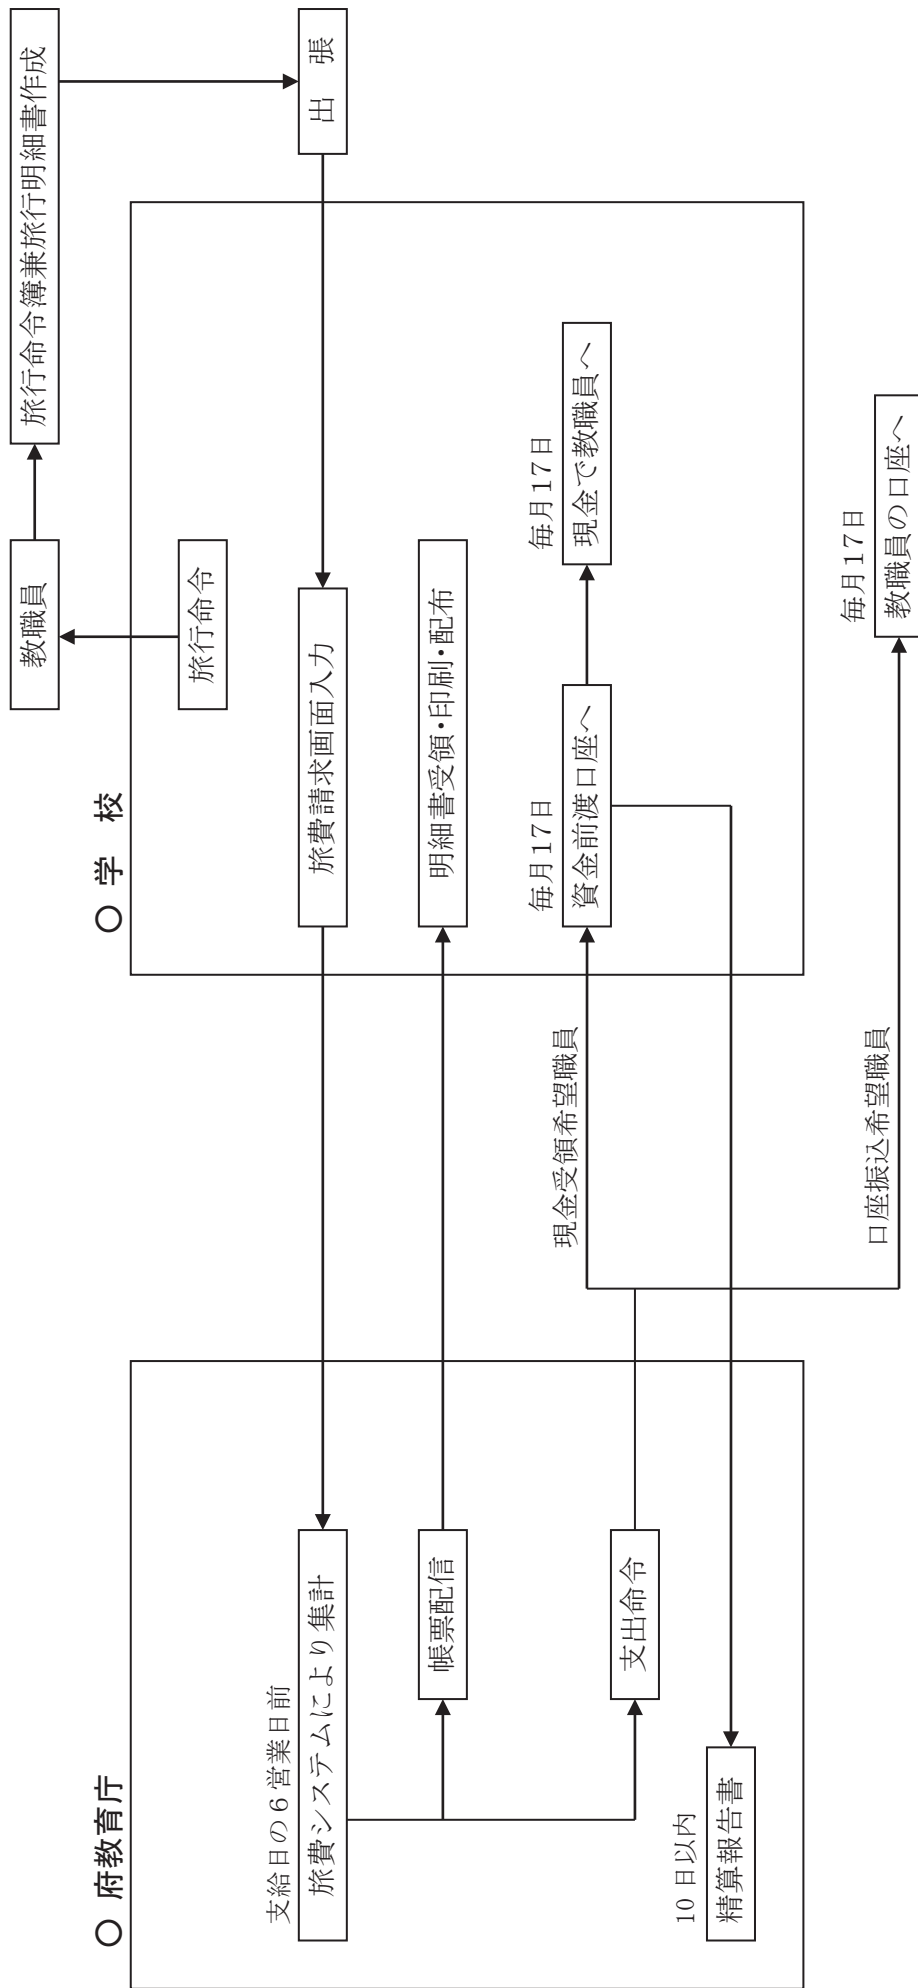 ○ 府教育庁
支給日の6営業日前
旅費システムにより集計
帳票配信
支出命令
10日以内
精算報告書
現金受領希望職員
口座振込希望職員
○ 学　校
教職員
旅行命令簿兼旅行明細書作成
旅行命令
出　張
旅費請求画面入力
明細書受領・印刷・配布
毎月17日
資金前渡口座へ
毎月17日
現金で教職員へ
毎月17日
教職員の口座へ